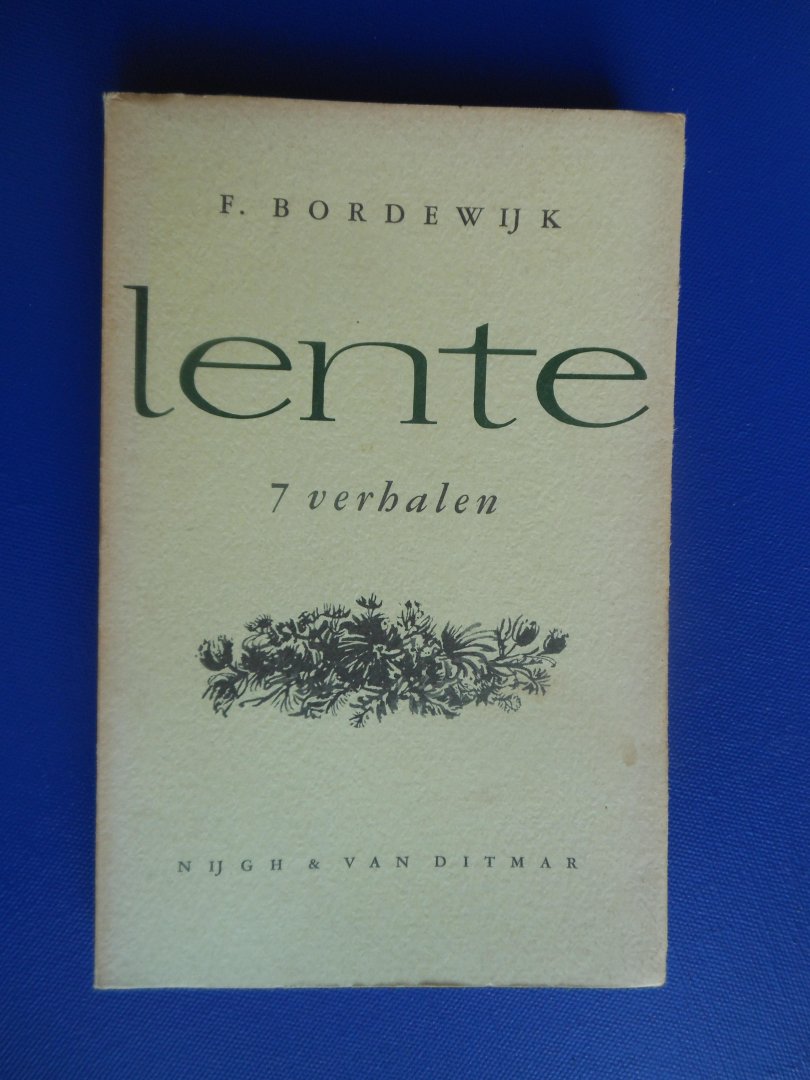 F. BORDEWIJK
lente
7 verhalen
NIJGH & VAN DITMAR